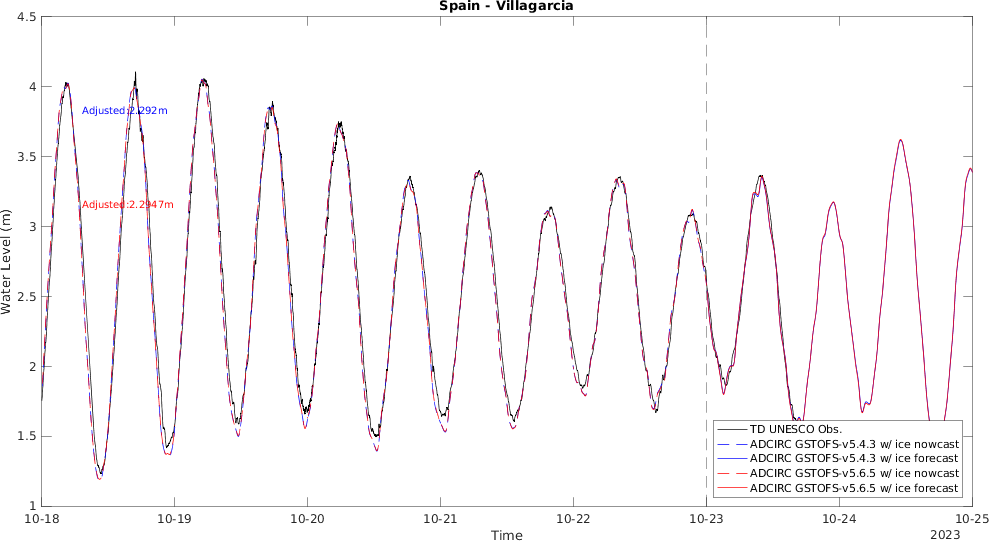 Spain - Villagarcia
4.5
4
3.5
3
2.5
2
1.5
1
Water Level (m)
Adjusted:2.292m
Adjusted:2.2947m
TD UNESCO Obs.
ADCIRC GSTOFS-v5.4.3 w/ ice nowcast
ADCIRC GSTOFS-v5.4.3 w/ ice forecast
ADCIRC GSTOFS-v5.6.5 w/ ice nowcast
ADCIRC GSTOFS-v5.6.5 w/ ice forecast
10-18 10-19 10-20 10-21 10-22 10-23 10-24 10-25
Time
2023